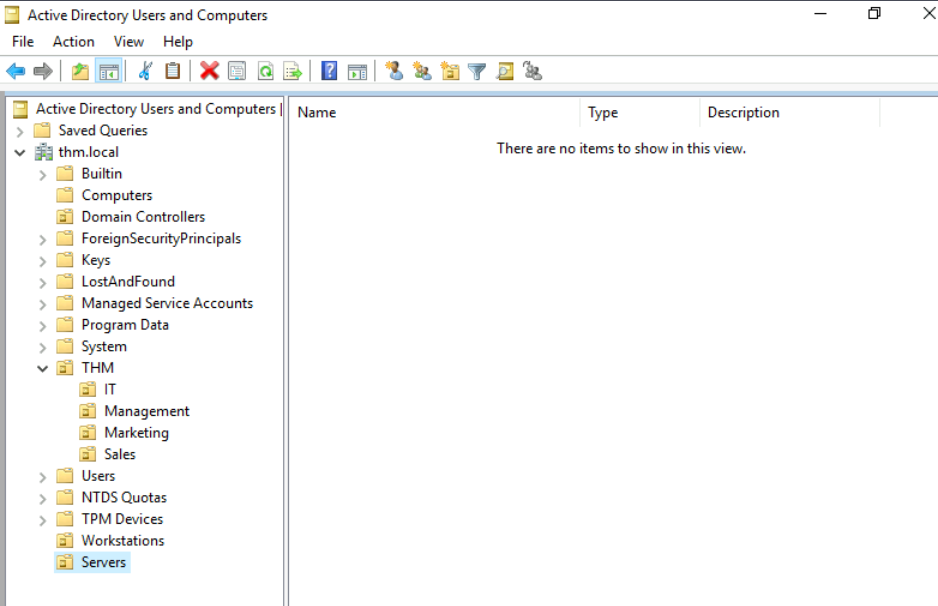 Active Directory Users and Computers
File Action View Help
Active Directory Users and Computers
Name Type Description
Saved Queries
There are no items to show in this view.
thm.local
Builtin
Computers
Domain Controllers
ForeignSecurityPrincipals
Keys
LostAndFound
Managed Service Accounts
Program Data
System
THM
IT
Management
Marketing
Sales
Users
NTDS Quotas
TPM Devices
Workstations
Servers